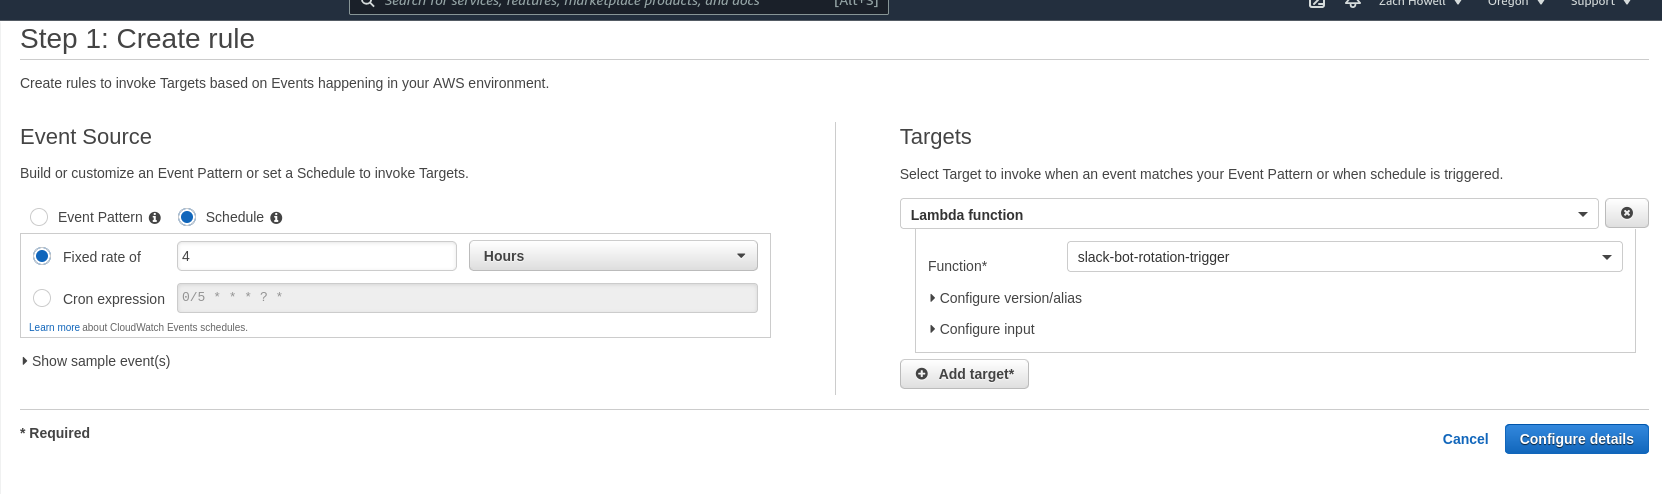 Search for services, features, marketplace products, and docs [Alt+S] Zach Howell Oregon Support
Step 1: Create rule
Create rules to invoke Targets based on Events happening in your AWS environment.
Event Source
Build or customize an Event Pattern or set a Schedule to invoke Targets.
Event Pattern Schedule
Fixed rate of 4 Hours
Cron expression 0/5 * * * ? *
Learn more about CloudWatch Events schedules.
Show sample event(s)
Targets
Select Target to invoke when an event matches your Event Pattern or when schedule is triggered.
Lambda function
Function* slack-bot-rotation-trigger
Configure version/alias
Configure input
Add target*
* Required
Cancel Configure details